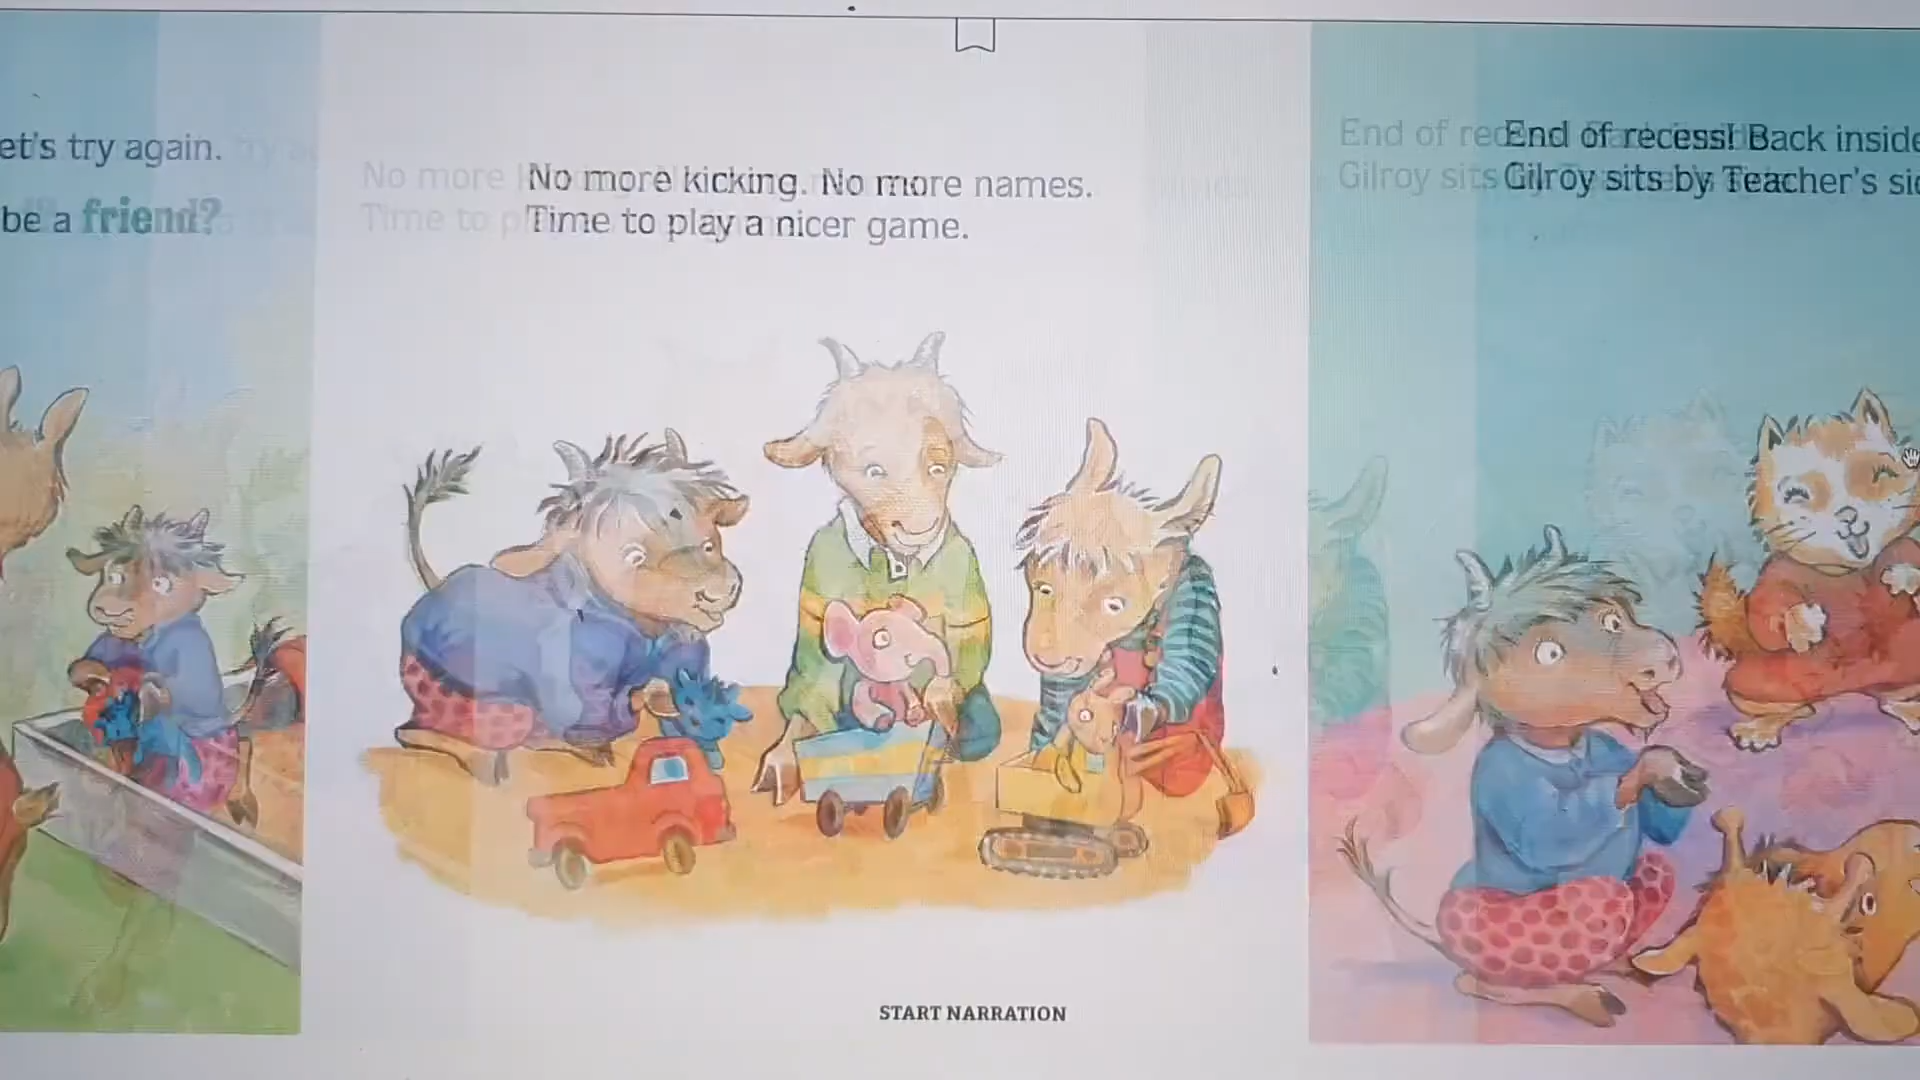 et's try again.
be a friend?
No more kicking. No more names.
Time to play a nicer game.
End of recess! Back inside
Gilroy sits by Teacher's
START NARRATION